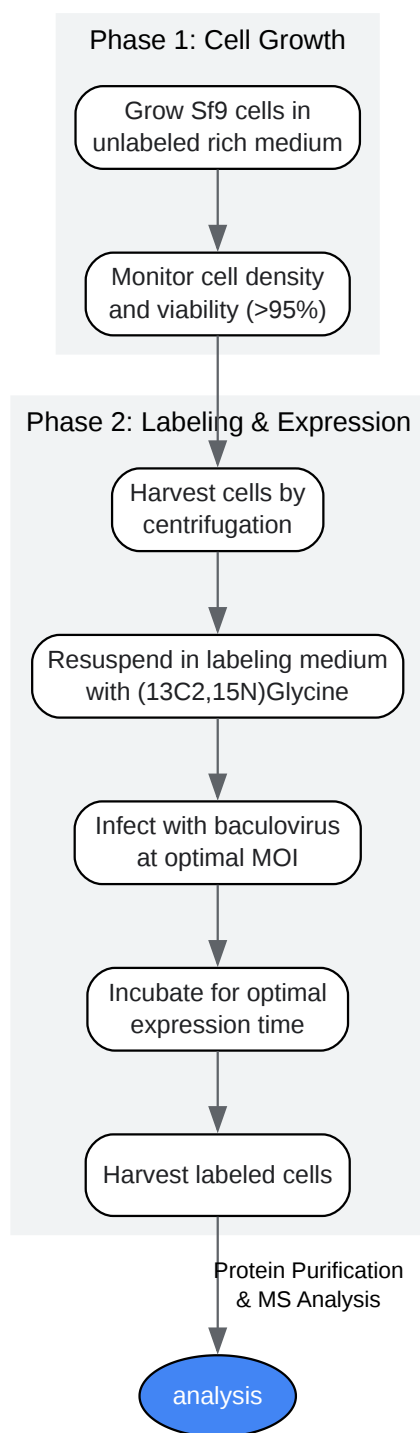 Phase 1: Cell Growth
Grow Sf9 cells in
unlabeled rich medium
Monitor cell density
and viability (>95%)
Phase 2: Labeling & Expression
Harvest cells by
centrifugation
Resuspend in labeling medium
with (13C2,15N)Glycine
Infect with baculovirus
at optimal MOI
Incubate for optimal
expression time
Harvest labeled cells
Protein Purification
& MS Analysis
analysis